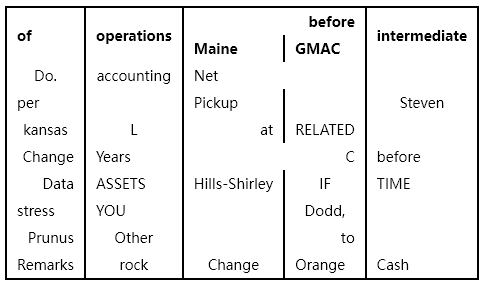 before
of operations intermediate
Maine GMAC
Do. accounting Net
per Pickup Steven
kansas L at RELATED
Change Years C before
Data ASSETS Hills-Shirley IF TIME
stress YOU Dodd,
Prunus Other to
Remarks rock Change Orange Cash